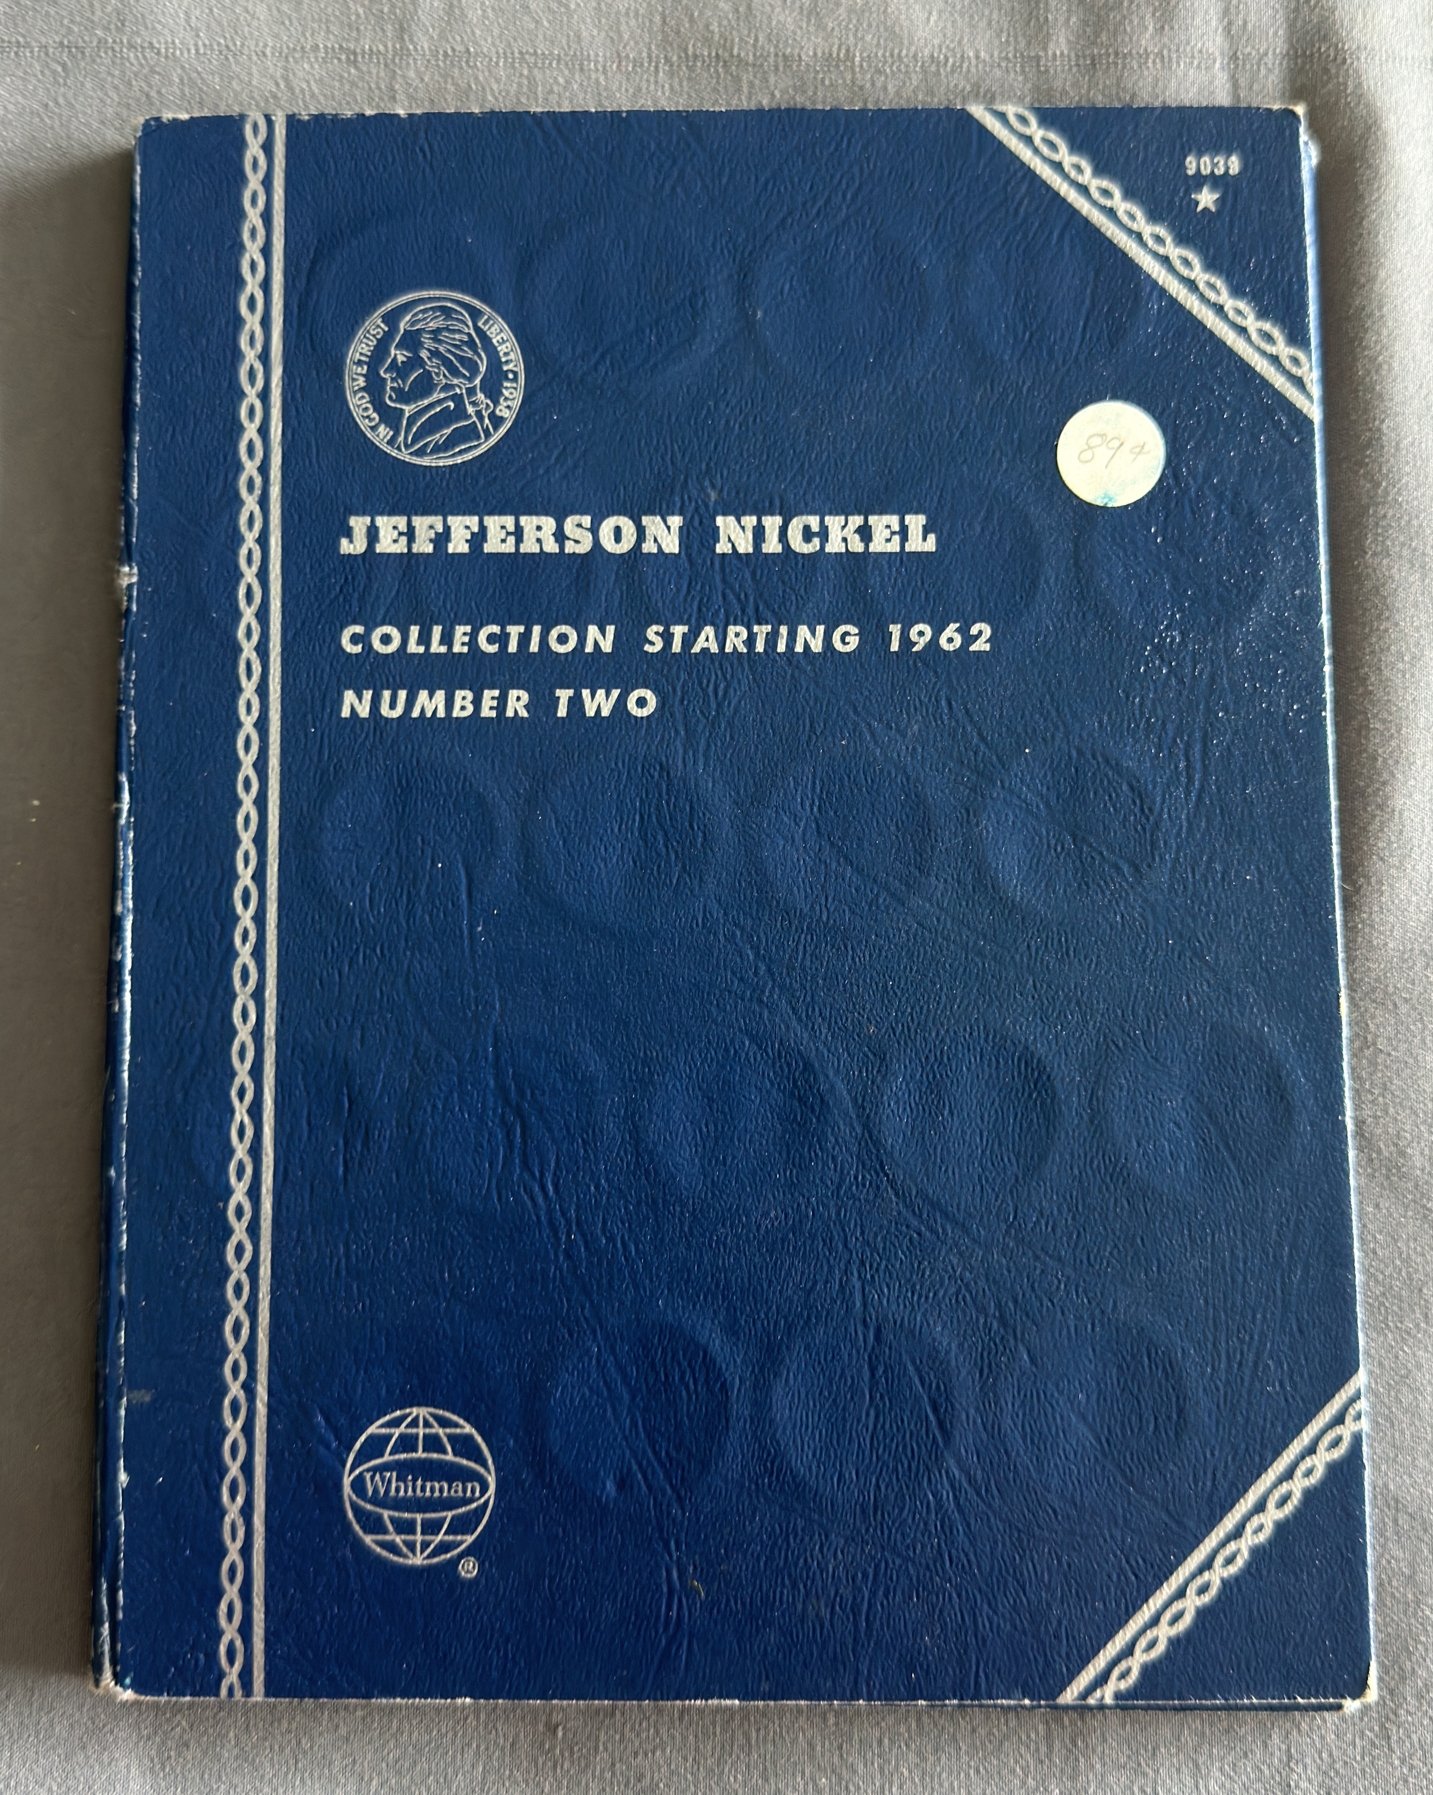 9039
IN GOD WE TRUST
LIBERTY · 1938
89¢
JEFFERSON NICKEL
COLLECTION STARTING 1962
NUMBER TWO
Whitman
®